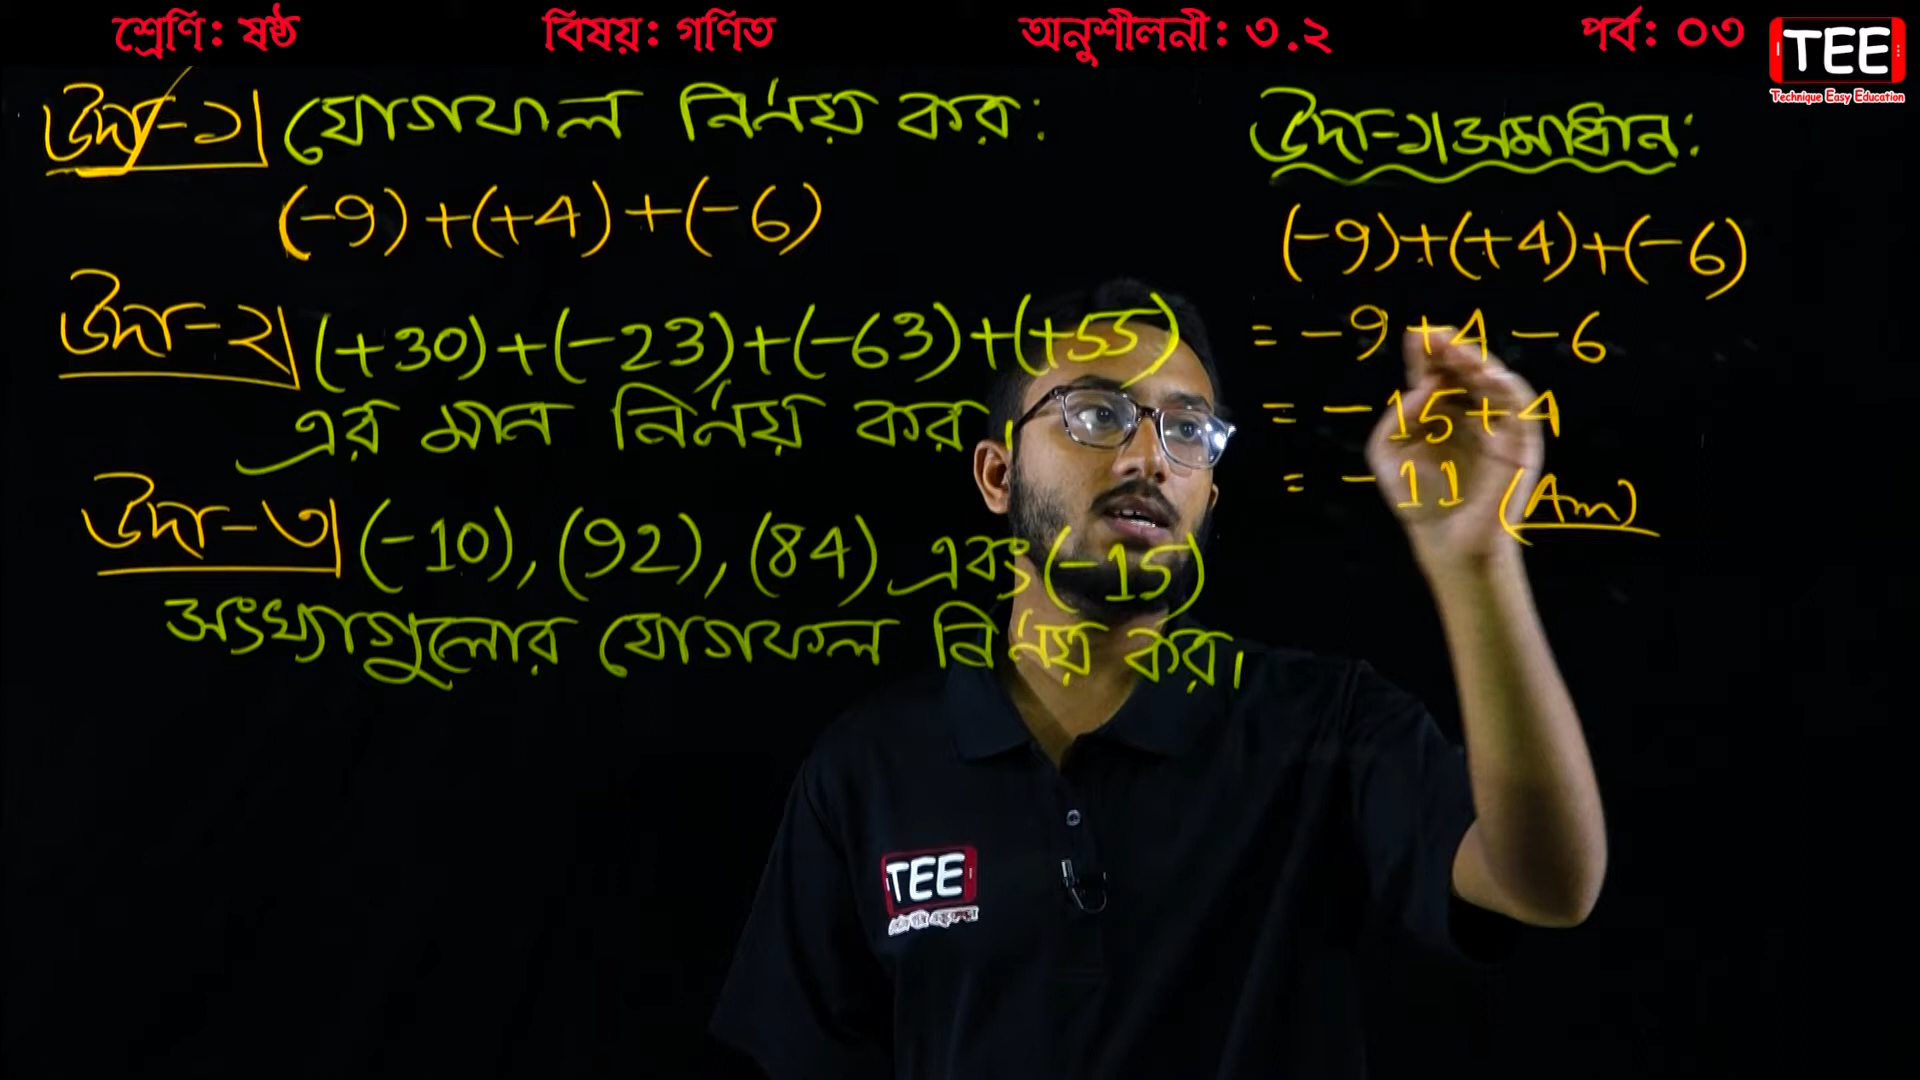 শ্রেণি: ষষ্ঠ বিষয়: গণিত অনুশীলনী: ৩.২ পর্ব: ০৩
TEE
Technique Easy Education
উদা-১। যোগফল নির্ণয় কর:
(-9)+(+4)+(-6)
উদা-২। (+30)+(-23)+(-63)+(+55)
এর মান নির্ণয় কর।
উদা-৩। (-10), (92), (84) এবং (-15)
সংখ্যাগুলোর যোগফল নির্ণয় কর।
উদা-১। সমাধান:
(-9)+(+4)+(-6)
= -9+4-6
= -15+4
= -11 (Ans)
TEE